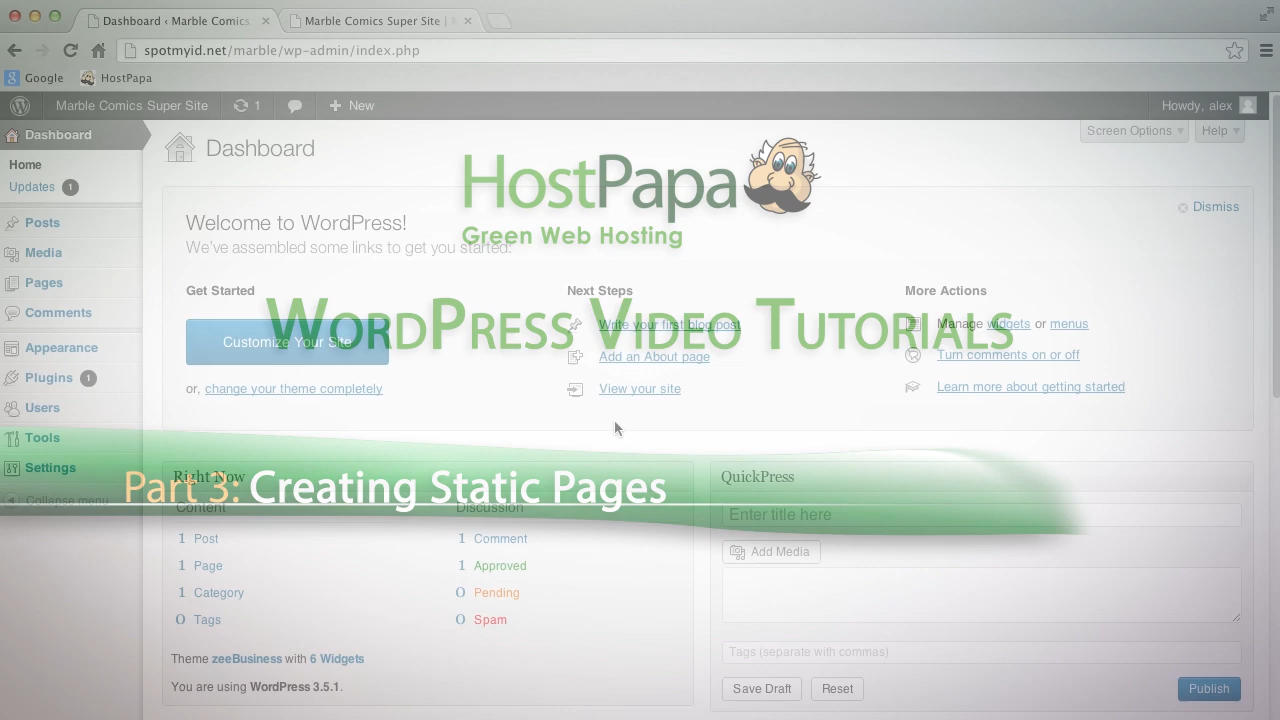 Dashboard ‹ Marble Comics
Marble Comics Super Site |
spotmyid.net/marble/wp-admin/index.php
Google
HostPapa
Marble Comics Super Site
1
New
Howdy, alex
Dashboard
Home
Updates 1
Posts
Media
Pages
Comments
Appearance
Plugins 1
Users
Tools
Settings
Collapse menu
Dashboard
Screen Options
Help
HostPapa
Green Web Hosting
Welcome to WordPress!
We've assembled some links to get you started:
Dismiss
Get Started
Customize Your Site
or, change your theme completely
Next Steps
Write your first blog post
Add an About page
View your site
More Actions
Manage widgets or menus
Turn comments on or off
Learn more about getting started
WordPress Video Tutorials
Part 3: Creating Static Pages
Right Now
Content
1 Post
1 Page
1 Category
0 Tags
Discussion
1 Comment
1 Approved
0 Pending
0 Spam
Theme zeeBusiness with 6 Widgets
You are using WordPress 3.5.1.
QuickPress
Enter title here
Add Media
Tags (separate with commas)
Save Draft
Reset
Publish